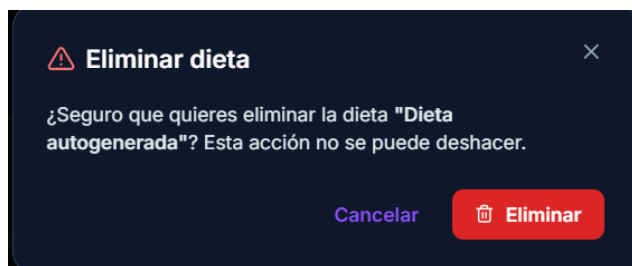 Eliminar dieta
¿Seguro que quieres eliminar la dieta "Dieta
autogenerada"? Esta acción no se puede deshacer.
Cancelar
Eliminar